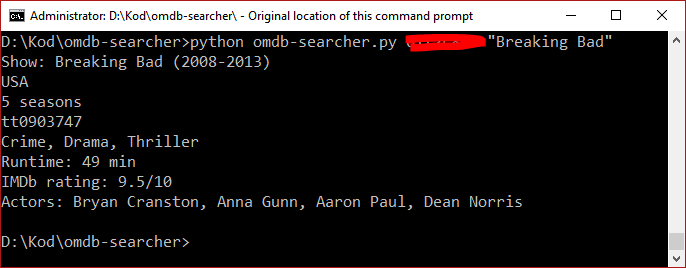 Administrator: D:\Kod\omdb-searcher\ - Original location of this command prompt
D:\Kod\omdb-searcher>python omdb-searcher.py "Breaking Bad"
Show: Breaking Bad (2008-2013)
USA
5 seasons
tt0903747
Crime, Drama, Thriller
Runtime: 49 min
IMDb rating: 9.5/10
Actors: Bryan Cranston, Anna Gunn, Aaron Paul, Dean Norris
D:\Kod\omdb-searcher>